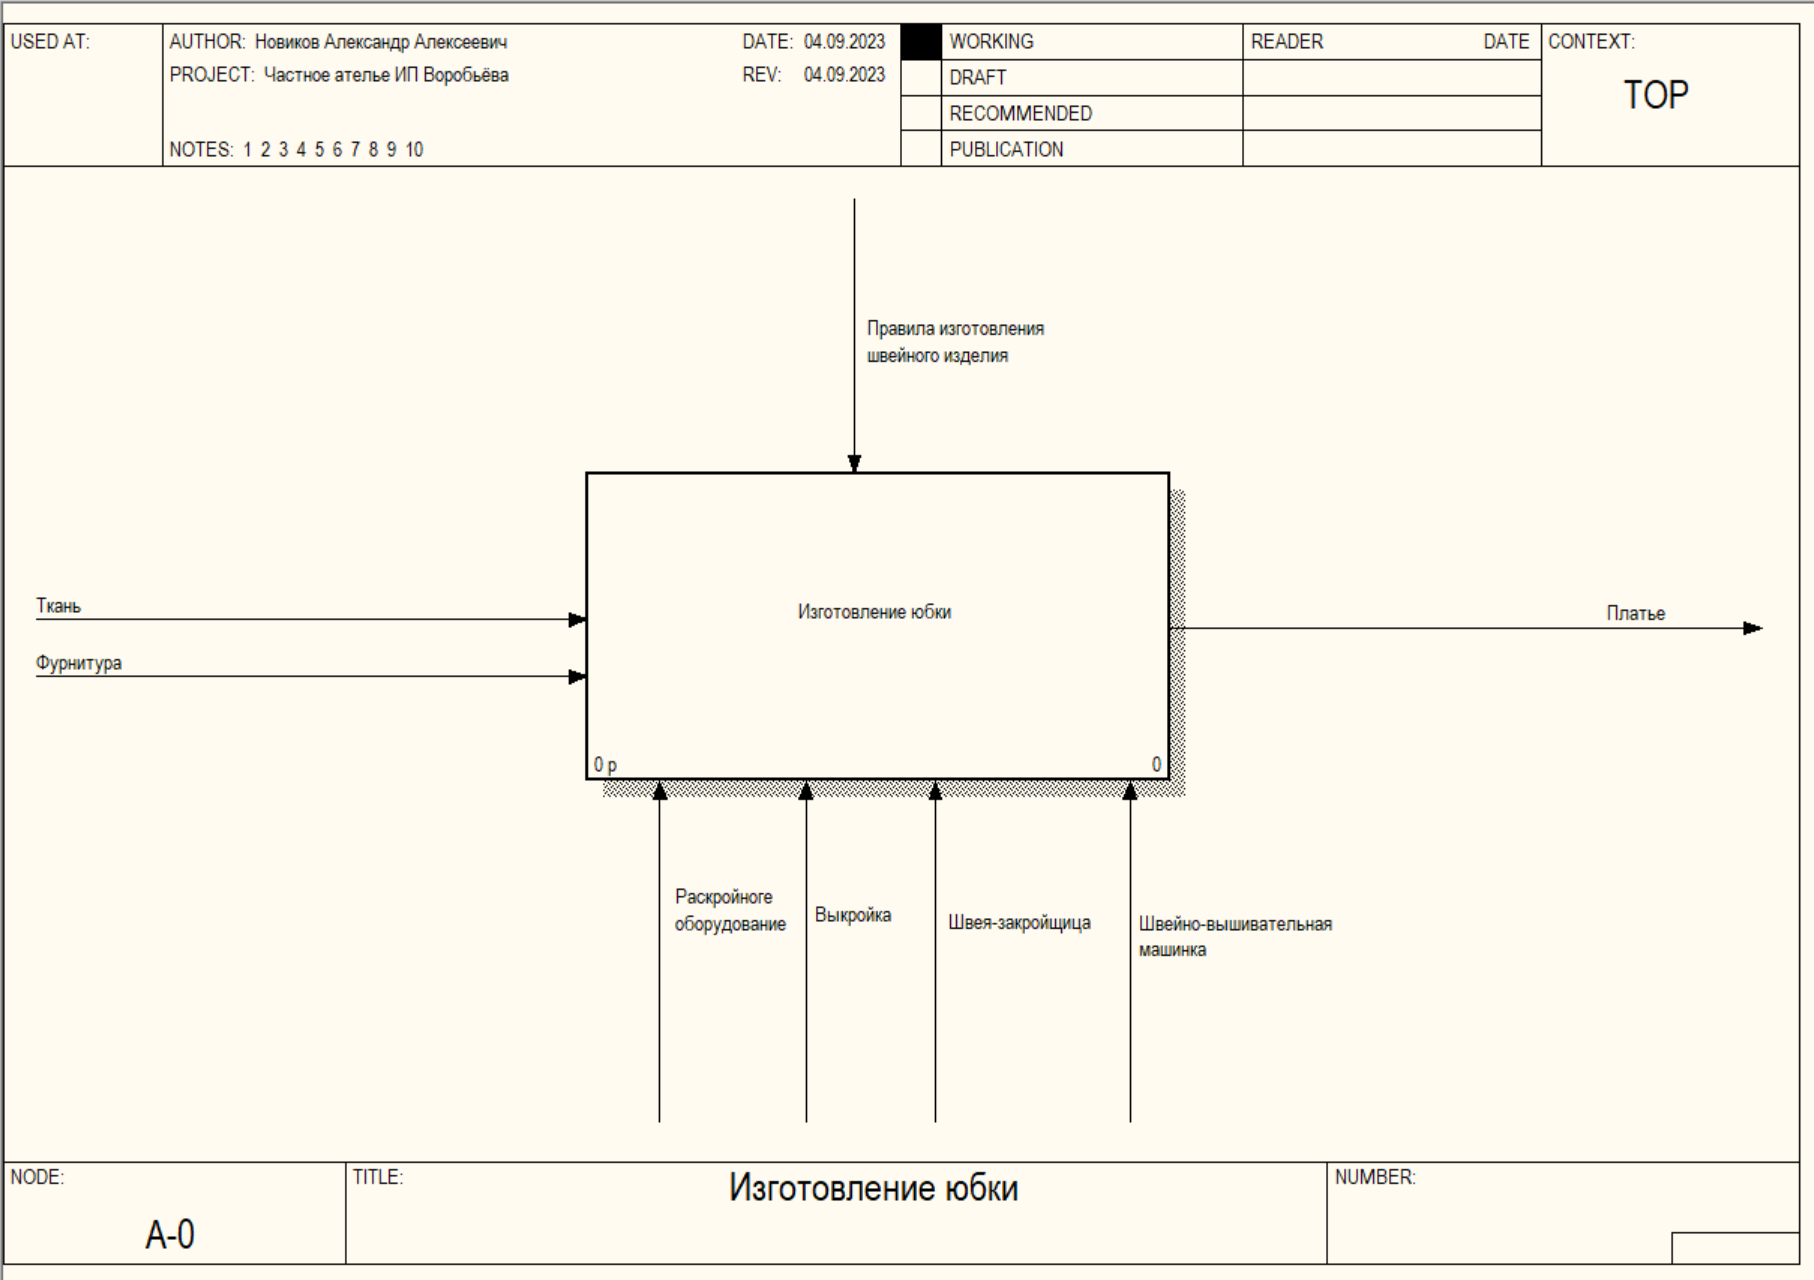 USED AT:
AUTHOR: Новиков Александр Алексеевич
DATE: 04.09.2023
PROJECT: Частное ателье ИП Воробьёва
REV: 04.09.2023
NOTES: 1 2 3 4 5 6 7 8 9 10
WORKING
DRAFT
RECOMMENDED
PUBLICATION
READER
DATE
CONTEXT:
TOP
Правила изготовления
швейного изделия
Ткань
Фурнитура
Изготовление юбки
0 р
0
Платье
Раскройноге
оборудование
Выкройка
Швея-закройщица
Швейно-вышивательная
машинка
NODE:
A-0
TITLE:
Изготовление юбки
NUMBER: